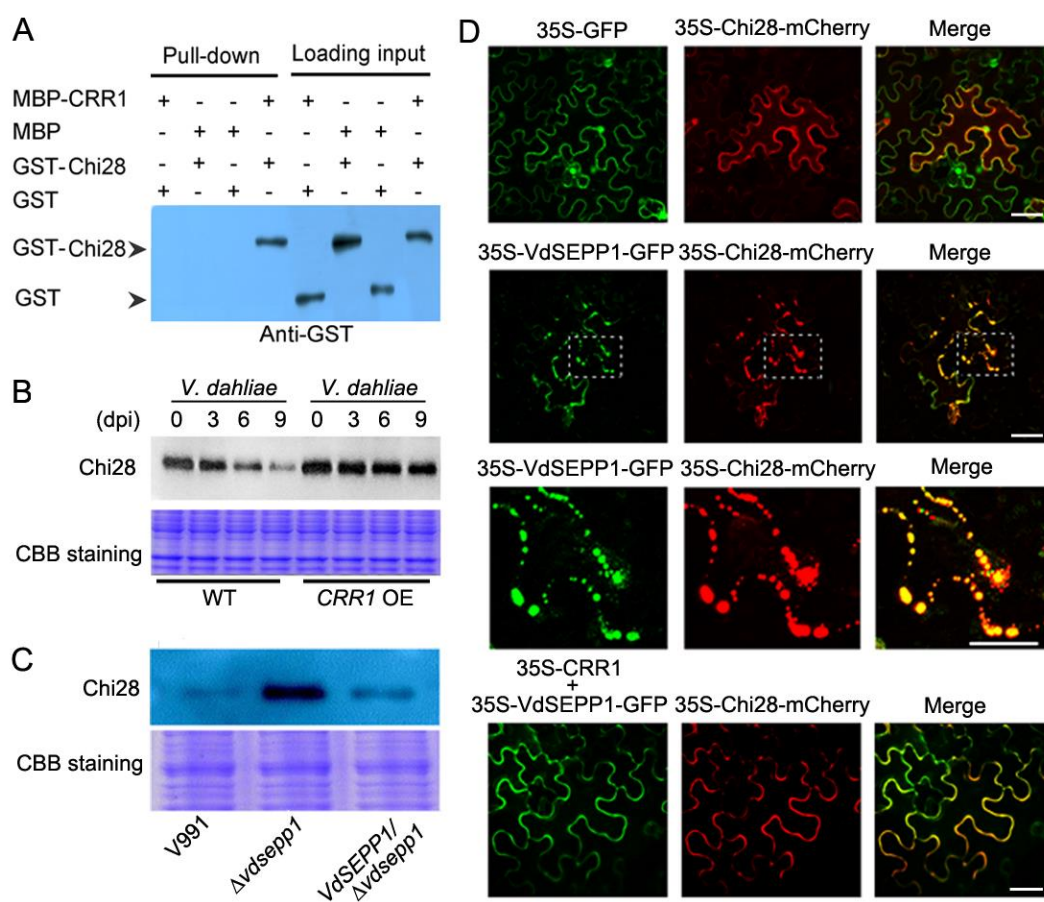 A
Pull-down Loading input
MBP-CRR1 + - - + + - - +
MBP - + + - - + + -
GST-Chi28 - + - + - + - +
GST + - + - + - + -
GST-Chi28
GST
Anti-GST
B
V. dahliae V. dahliae
(dpi) 0 3 6 9 0 3 6 9
Chi28
CBB staining
WT CRR1 OE
C
Chi28
CBB staining
V991
Δvdsepp1
VdSEPP1/
Δvdsepp1
D
35S-GFP 35S-Chi28-mCherry Merge
35S-VdSEPP1-GFP 35S-Chi28-mCherry Merge
35S-VdSEPP1-GFP 35S-Chi28-mCherry Merge
35S-CRR1
+
35S-VdSEPP1-GFP 35S-Chi28-mCherry Merge